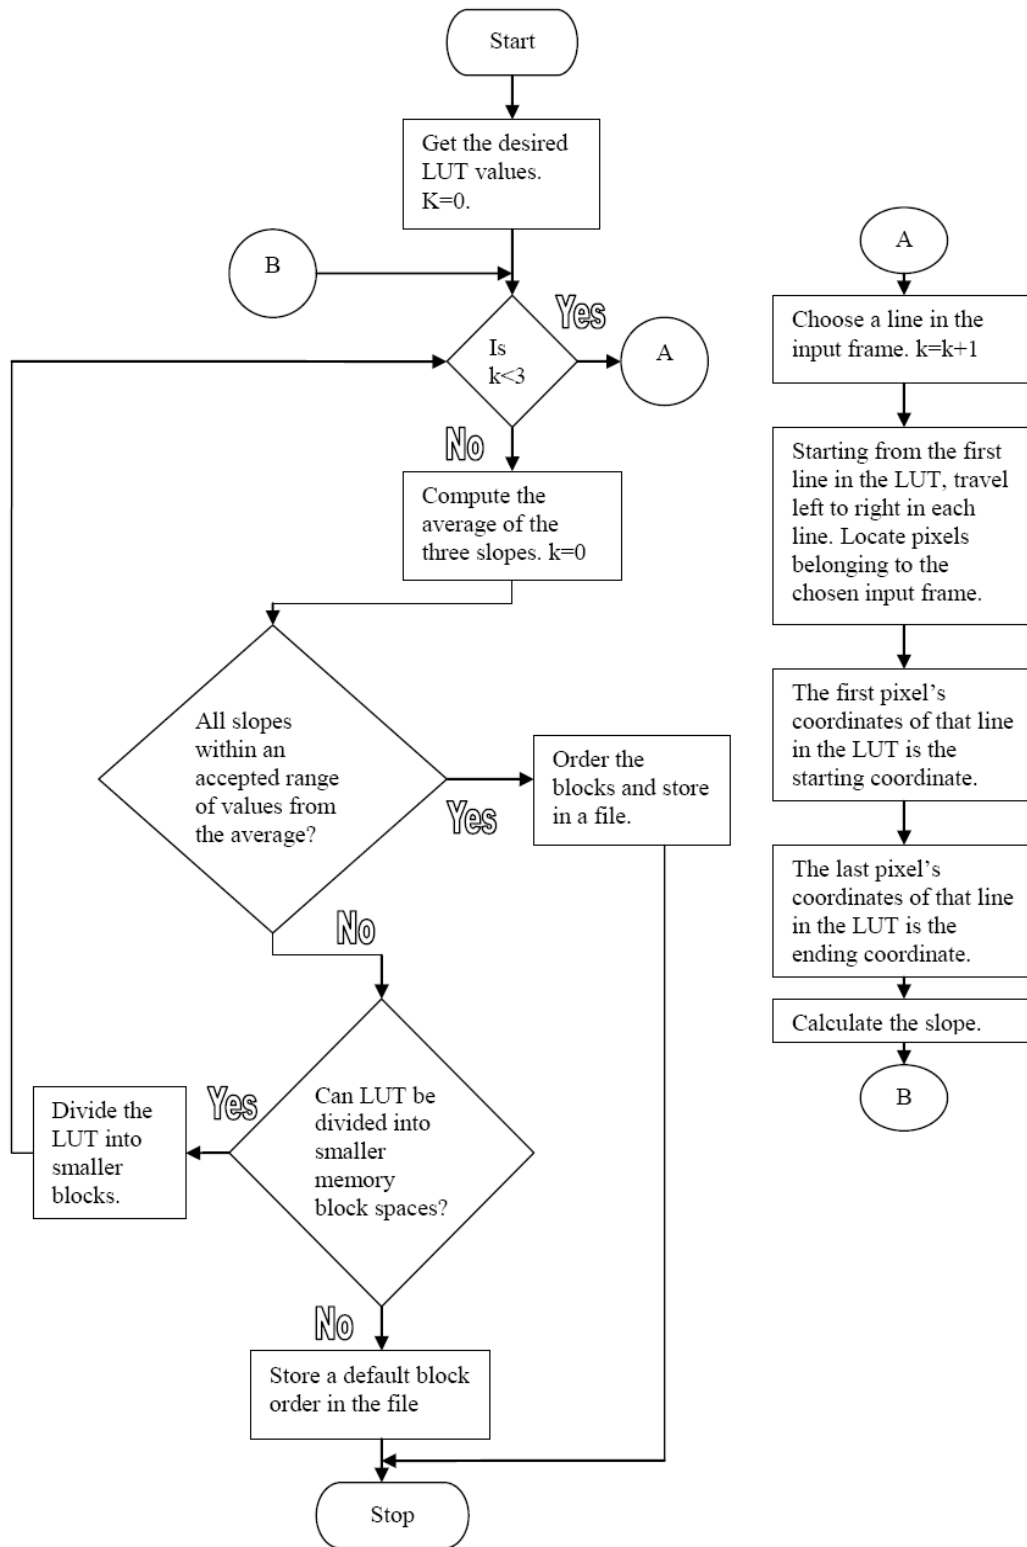 Start
Get the desired
LUT values.
K=0.
B
Yes
Is
k<3
A
No
Compute the
average of the
three slopes. k=0
All slopes
within an
accepted range
of values from
the average?
Yes
Order the
blocks and store
in a file.
No
Can LUT be
divided into
smaller
memory
block spaces?
Yes
Divide the
LUT into
smaller
blocks.
No
Store a default block
order in the file
Stop
A
Choose a line in the
input frame. k=k+1
Starting from the first
line in the LUT, travel
left to right in each
line. Locate pixels
belonging to the
chosen input frame.
The first pixel’s
coordinates of that line
in the LUT is the
starting coordinate.
The last pixel’s
coordinates of that line
in the LUT is the
ending coordinate.
Calculate the slope.
B